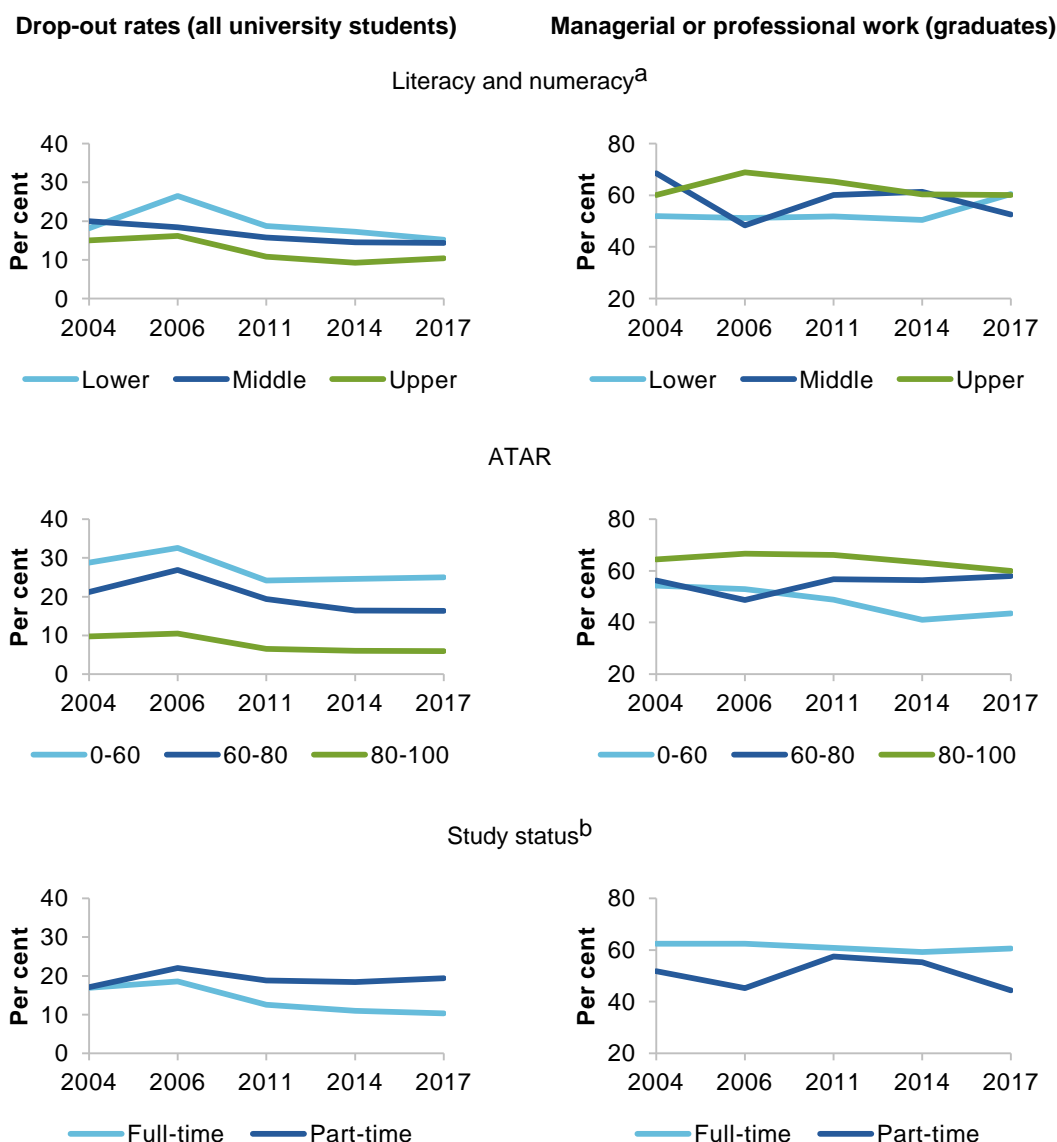 Drop-out rates (all university students) Managerial or professional work (graduates)
Literacy and numeracya
40 80
30 60
20 40
10 20
0
Per cent Per cent
2004 2006 2011 2014 2017 2004 2006 2011 2014 2017
Lower Middle Upper Lower Middle Upper
ATAR
40 80
30 60
20 40
10 20
0
Per cent Per cent
2004 2006 2011 2014 2017 2004 2006 2011 2014 2017
0-60 60-80 80-100 0-60 60-80 80-100
Study statusb
40 80
30 60
20 40
10 20
0
Per cent Per cent
2004 2006 2011 2014 2017 2004 2006 2011 2014 2017
Full-time Part-time Full-time Part-time